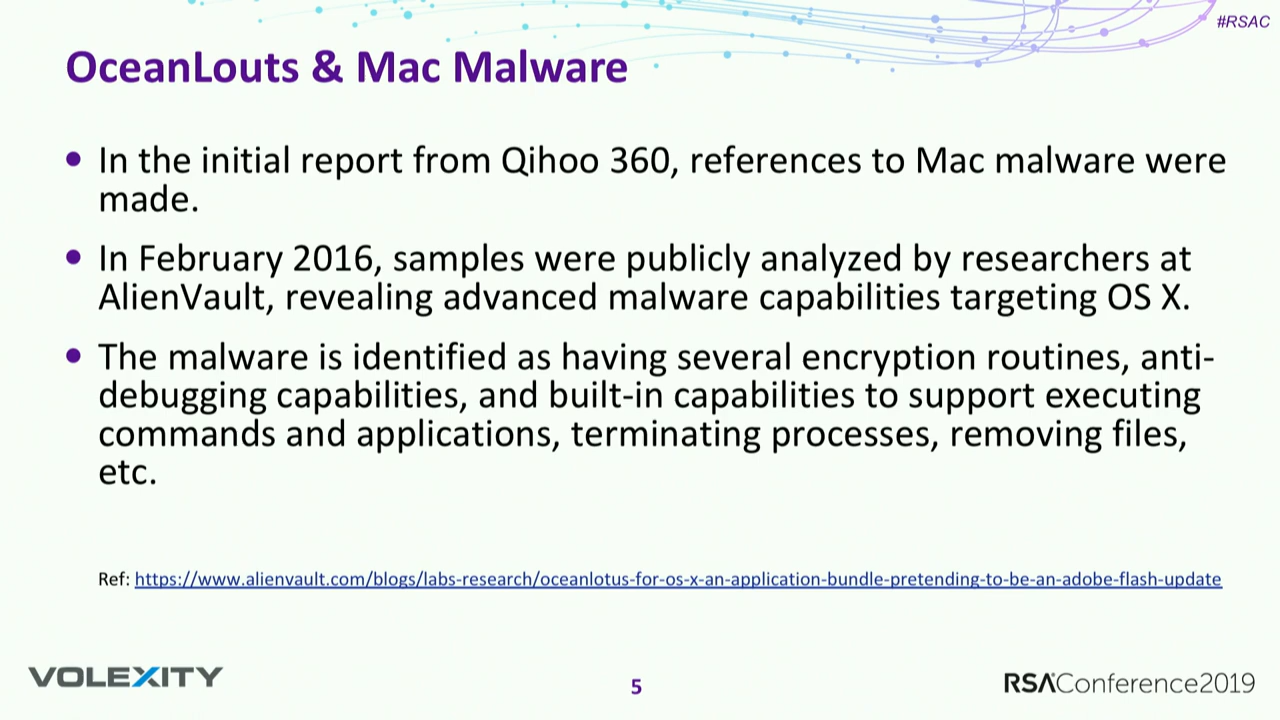 #RSAC
OceanLouts & Mac Malware
• In the initial report from Qihoo 360, references to Mac malware were
made.
• In February 2016, samples were publicly analyzed by researchers at
AlienVault, revealing advanced malware capabilities targeting OS X.
• The malware is identified as having several encryption routines, anti-
debugging capabilities, and built-in capabilities to support executing
commands and applications, terminating processes, removing files,
etc.
Ref: https://www.alienvault.com/blogs/labs-research/oceanlotus-for-os-x-an-application-bundle-pretending-to-be-an-adobe-flash-update
VOLEXITY
5
RSAConference2019